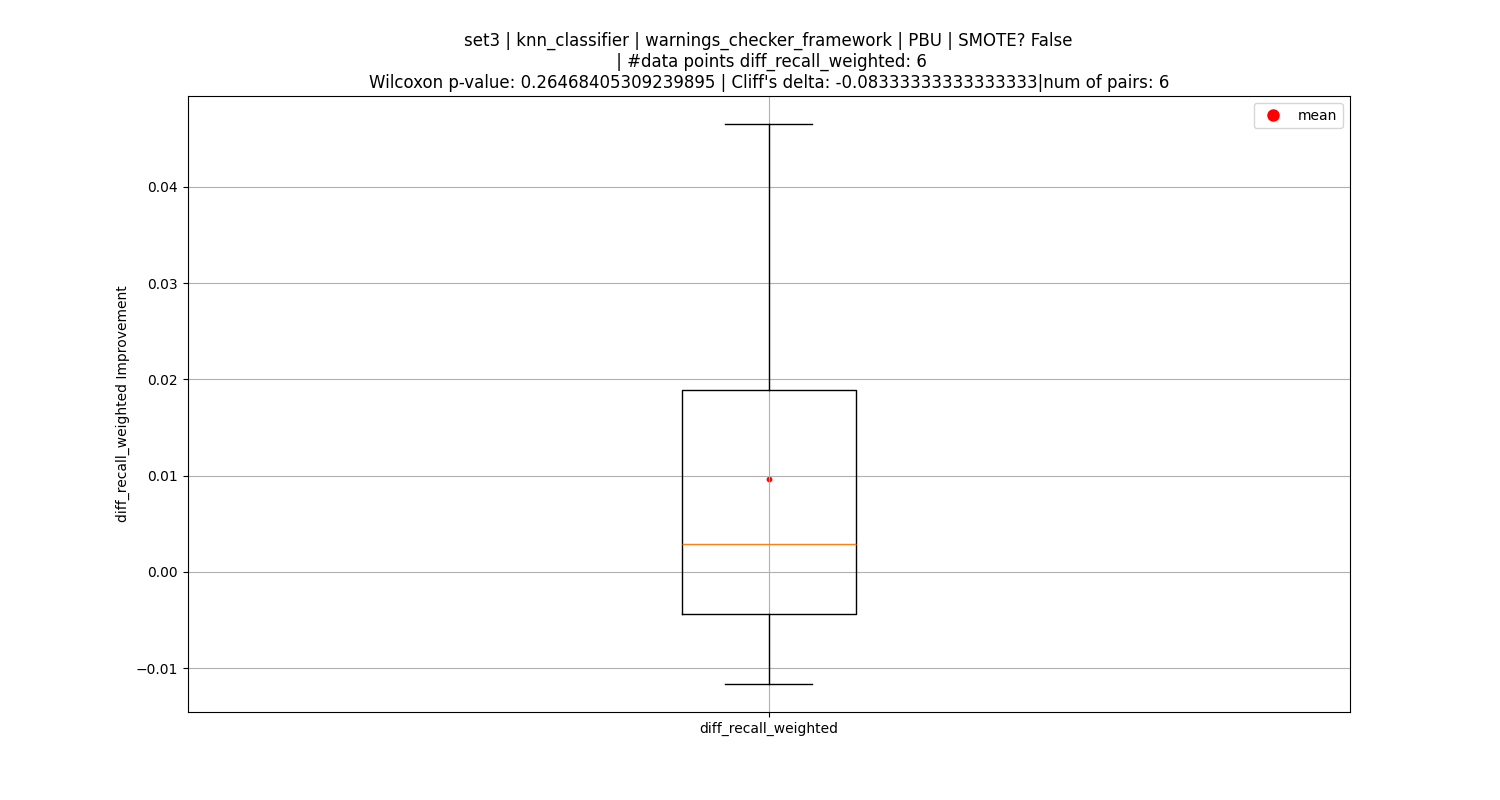 set3 | knn_classifier | warnings_checker_framework | PBU | SMOTE? False
| #data points diff_recall_weighted: 6
Wilcoxon p-value: 0.26468405309239895 | Cliff's delta: -0.08333333333333333|num of pairs: 6
mean
0.04
0.03
0.02
0.01
0.00
−0.01
diff_recall_weighted Improvement
diff_recall_weighted